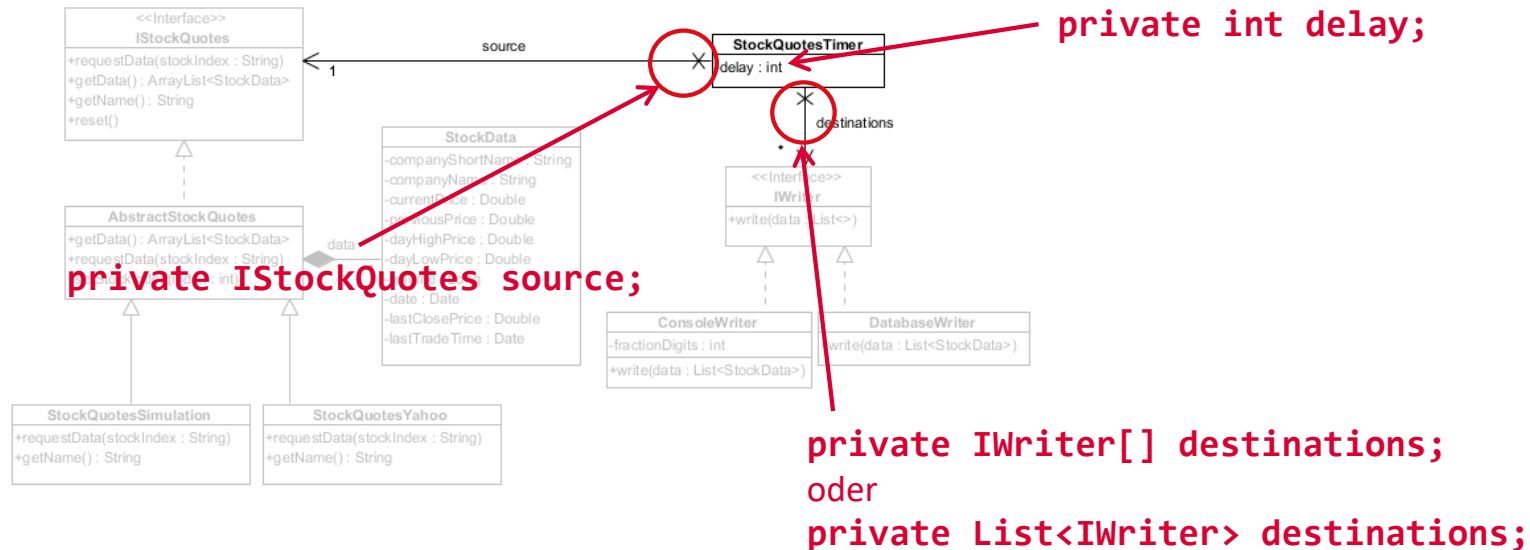 <<Interface>>
IStockQuotes
+requestData(stockIndex : String)
+getData() : ArrayList<StockData>
+getName() : String
+reset()
source
1
StockQuotesTimer
-delay : int
private int delay;
destinations
*
<<Interface>>
IWriter
+write(data : List<>)
StockData
-companyShortName : String
-companyName : String
-currentPrice : Double
-previousPrice : Double
-dayHighPrice : Double
-dayLowPrice : Double
-date : Date
-lastClosePrice : Double
-lastTradeTime : Date
AbstractStockQuotes
+getData() : ArrayList<StockData>
+requestData(stockIndex : String)
: int)
data
private IStockQuotes source;
ConsoleWriter
-fractionDigits : int
+write(data : List<StockData>)
DatabaseWriter
+write(data : List<StockData>)
StockQuotesSimulation
+requestData(stockIndex : String)
+getName() : String
StockQuotesYahoo
+requestData(stockIndex : String)
+getName() : String
private IWriter[] destinations;
oder
private List<IWriter> destinations;